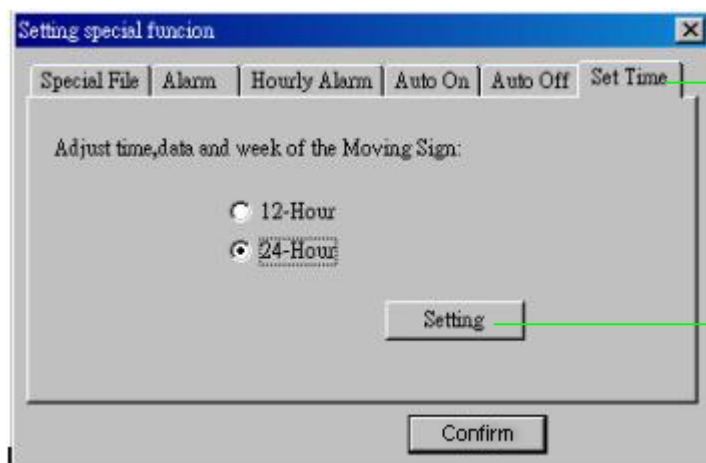 Setting special funcion
Special File Alarm Hourly Alarm Auto On Auto Off Set Time
Adjust time,data and week of the Moving Sign:
12-Hour
24-Hour
Setting
Confirm